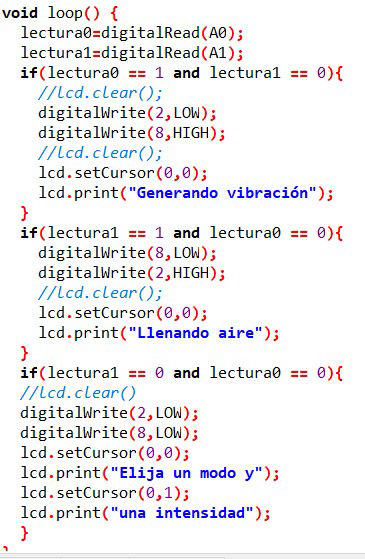 void loop() {
lectura0=digitalRead(A0);
lectura1=digitalRead(A1);
if(lectura0 == 1 and lectura1 == 0){
//lcd.clear();
digitalWrite(2,LOW);
digitalWrite(8,HIGH);
//lcd.clear();
lcd.setCursor(0,0);
lcd.print("Generando vibración");
}
if(lectura1 == 1 and lectura0 == 0){
digitalWrite(8,LOW);
digitalWrite(2,HIGH);
//lcd.clear();
lcd.setCursor(0,0);
lcd.print("Llenando aire");
}
if(lectura1 == 0 and lectura0 == 0){
//lcd.clear()
digitalWrite(2,LOW);
digitalWrite(8,LOW);
lcd.setCursor(0,0);
lcd.print("Elija un modo y");
lcd.setCursor(0,1);
lcd.print("una intensidad");
}